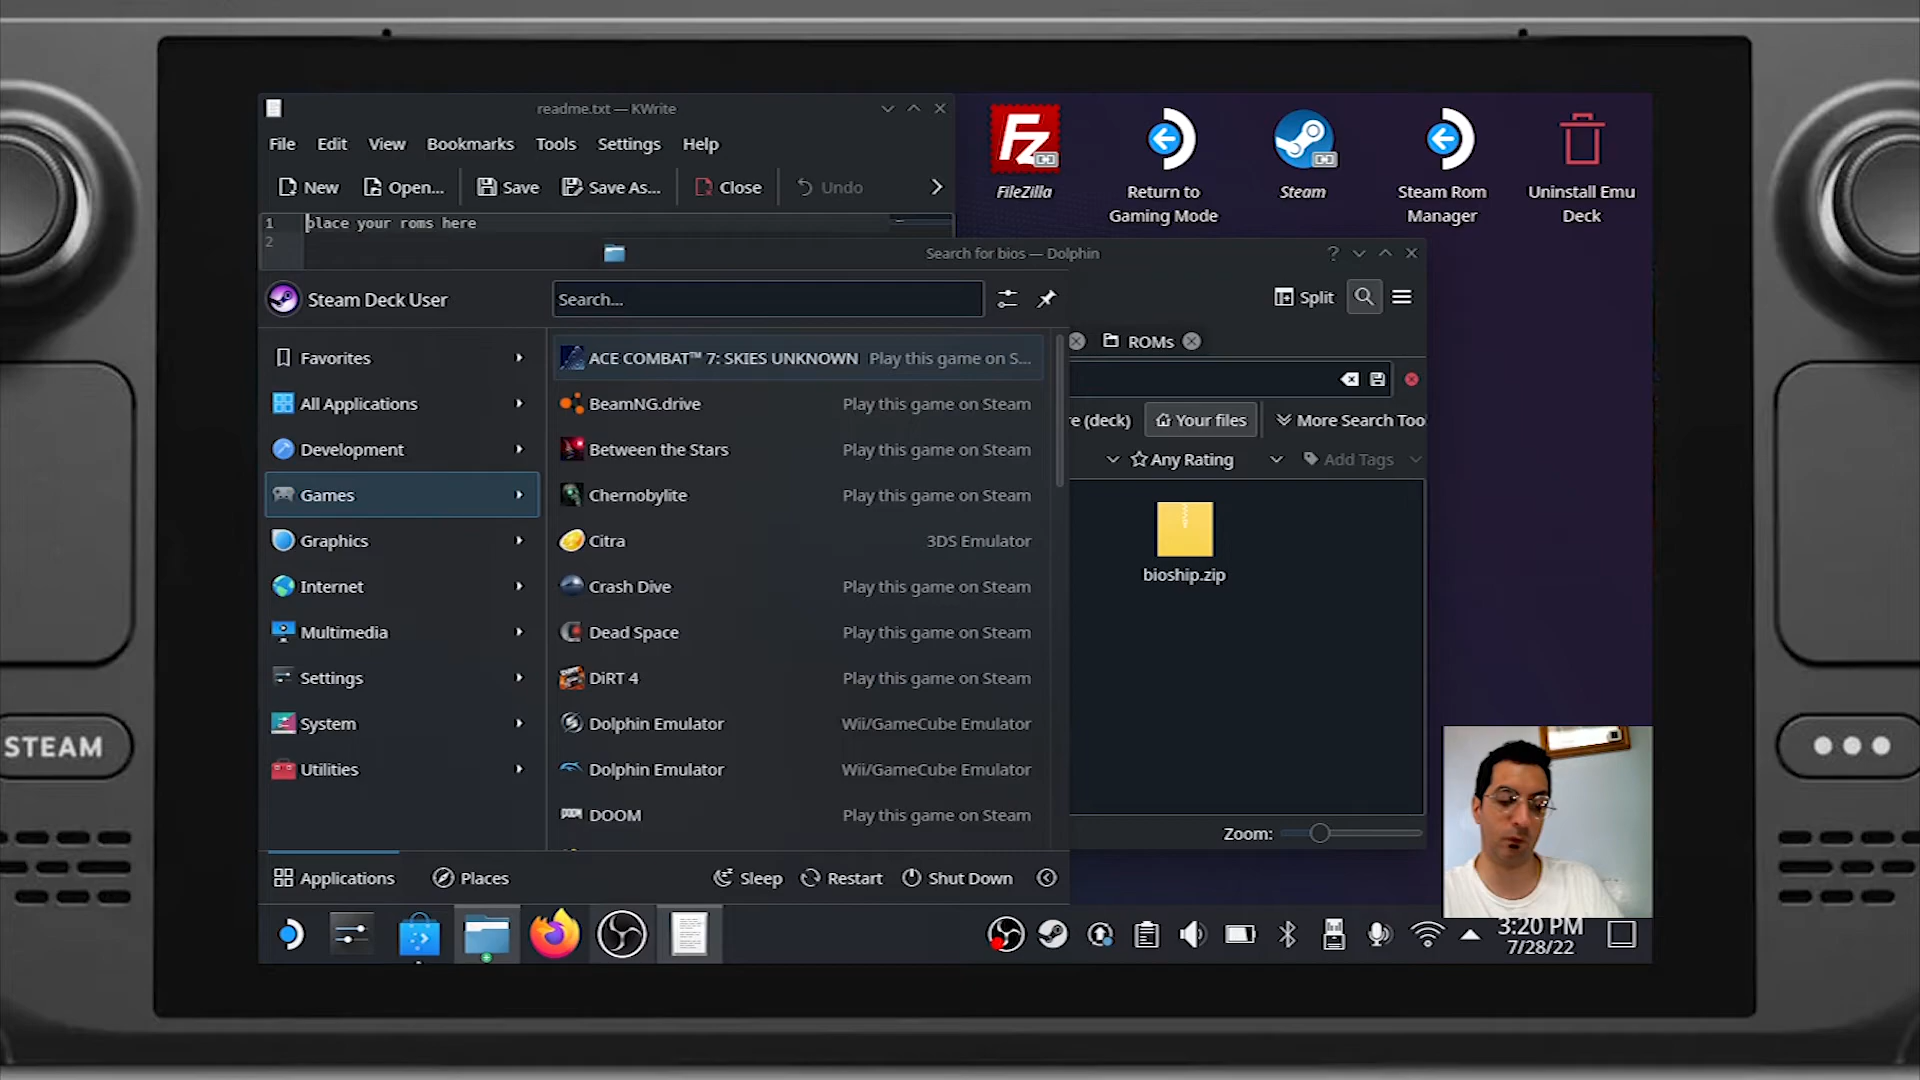 readme.txt — KWrite
File Edit View Bookmarks Tools Settings Help
New Open... Save Save As... Close Undo
1 place your roms here
2
FileZilla
Return to
Gaming Mode
Steam
Steam Rom
Manager
Uninstall Emu
Deck
Search for bios — Dolphin
Split
ROMs
(deck) Your files More Search Too
Any Rating Add Tags
bioship.zip
Zoom:
Steam Deck User
Search...
Favorites
All Applications
Development
Games
Graphics
Internet
Multimedia
Settings
System
Utilities
ACE COMBAT™ 7: SKIES UNKNOWN Play this game on S...
BeamNG.drive Play this game on Steam
Between the Stars Play this game on Steam
Chernobylite Play this game on Steam
Citra 3DS Emulator
Crash Dive Play this game on Steam
Dead Space Play this game on Steam
DiRT 4 Play this game on Steam
Dolphin Emulator Wii/GameCube Emulator
Dolphin Emulator Wii/GameCube Emulator
DOOM Play this game on Steam
Applications Places Sleep Restart Shut Down
3:20 PM
7/28/22
STEAM